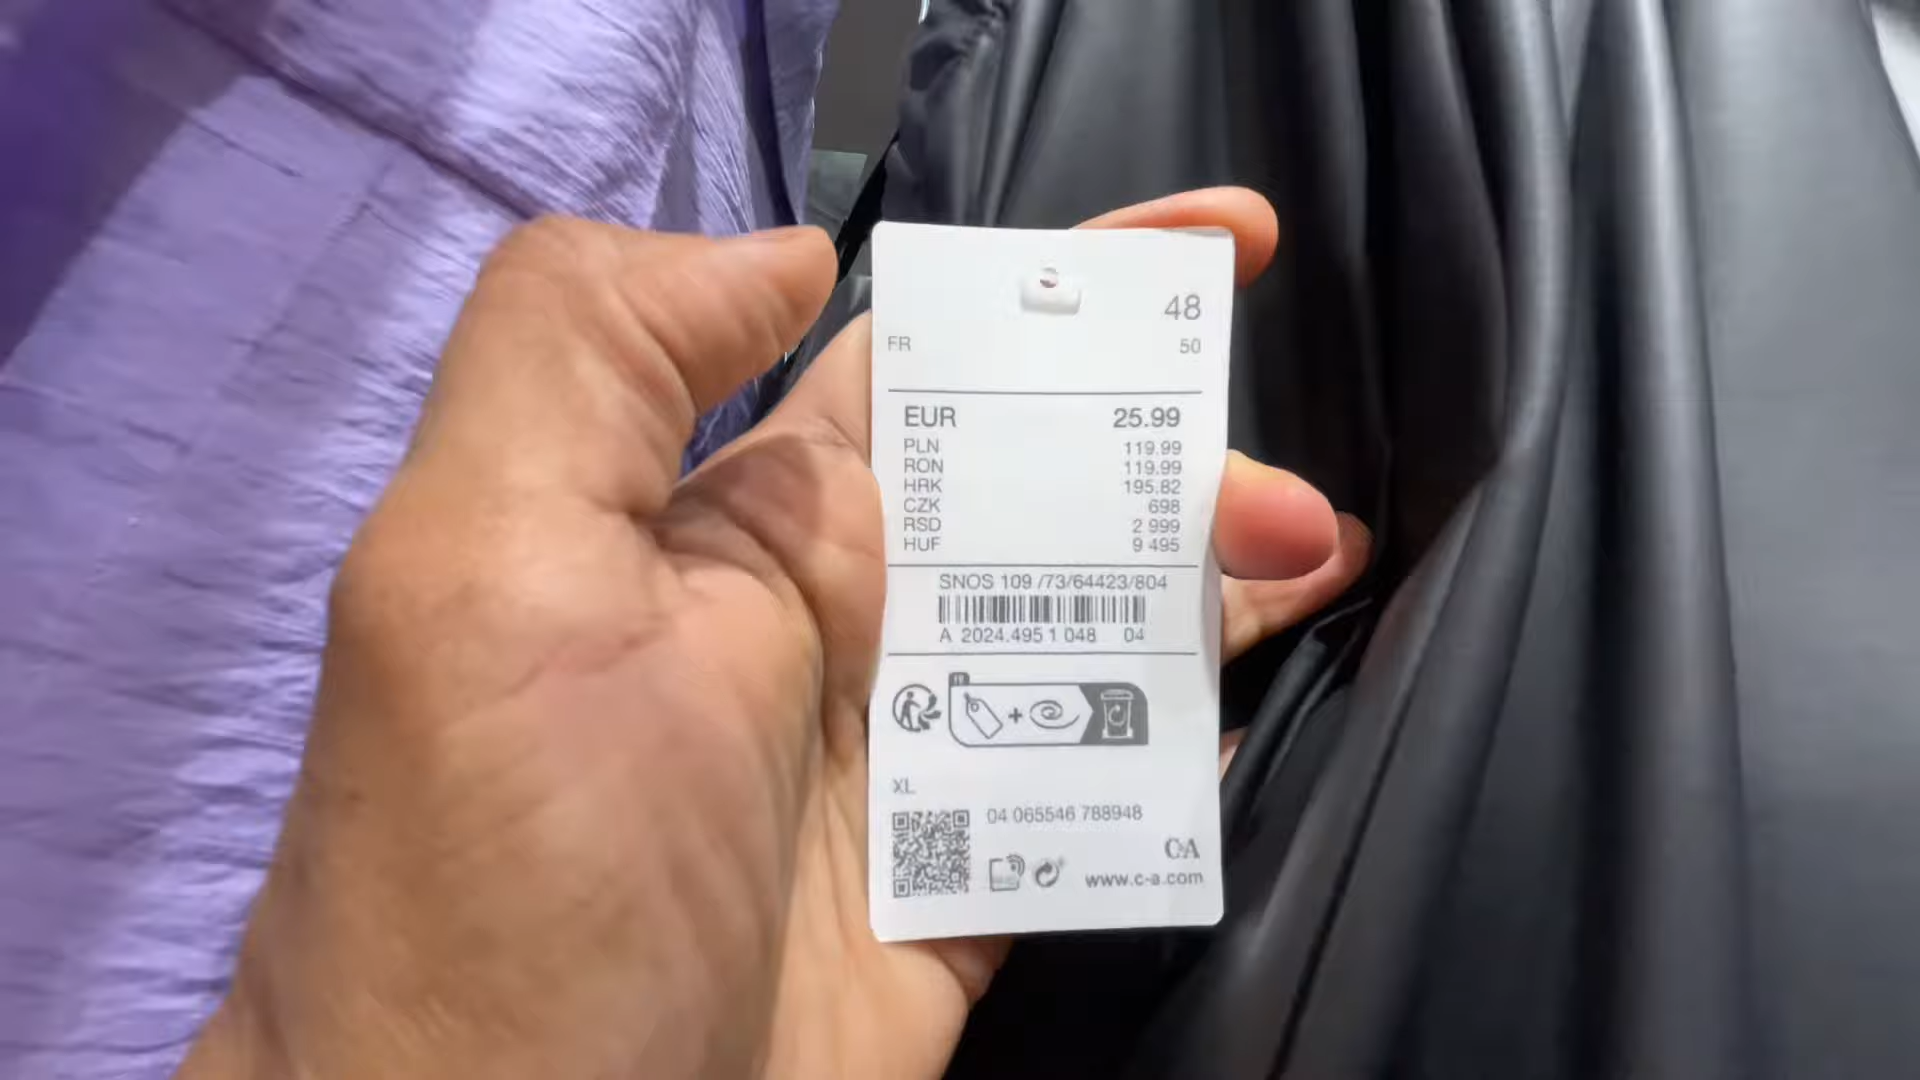 48
FR 50
EUR 25.99
PLN 119.99
RON 119.99
HRK 195.82
CZK 698
RSD 2 999
HUF 9 495
SNOS 109 /73/64423/804
A 2024.495 1 048 04
FR
XL
04 065546 788948
C&A
www.c-a.com